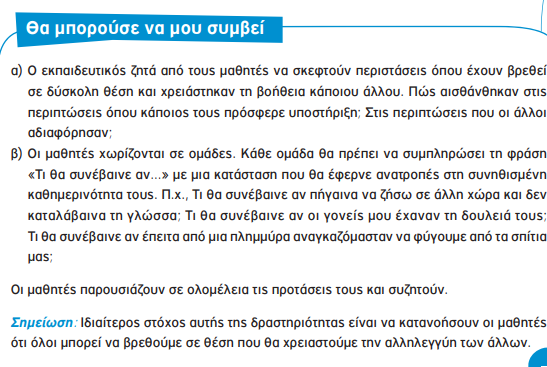 Θα μπορούσε να μου συμβεί
α) Ο εκπαιδευτικός ζητά από τους μαθητές να σκεφτούν περιστάσεις όπου έχουν βρεθεί
σε δύσκολη θέση και χρειάστηκαν τη βοήθεια κάποιου άλλου. Πώς αισθάνθηκαν στις
περιπτώσεις όπου κάποιος τους πρόσφερε υποστήριξη; Στις περιπτώσεις που οι άλλοι
αδιαφόρησαν;
β) Οι μαθητές χωρίζονται σε ομάδες. Κάθε ομάδα θα πρέπει να συμπληρώσει τη φράση
«Τι θα συνέβαινε αν...» με μια κατάσταση που θα έφερνε ανατροπές στη συνηθισμένη
καθημερινότητα τους. Π.χ., Τι θα συνέβαινε αν πήγαινα να ζήσω σε άλλη χώρα και δεν
καταλάβαινα τη γλώσσα; Τι θα συνέβαινε αν οι γονείς μου έχαναν τη δουλειά τους;
Τι θα συνέβαινε αν έπειτα από μια πλημμύρα αναγκαζόμασταν να φύγουμε από τα σπίτια
μας;
Οι μαθητές παρουσιάζουν σε ολομέλεια τις προτάσεις τους και συζητούν.
Σημείωση: Ιδιαίτερος στόχος αυτής της δραστηριότητας είναι να κατανοήσουν οι μαθητές
ότι όλοι μπορεί να βρεθούμε σε θέση που θα χρειαστούμε την αλληλεγγύη των άλλων.